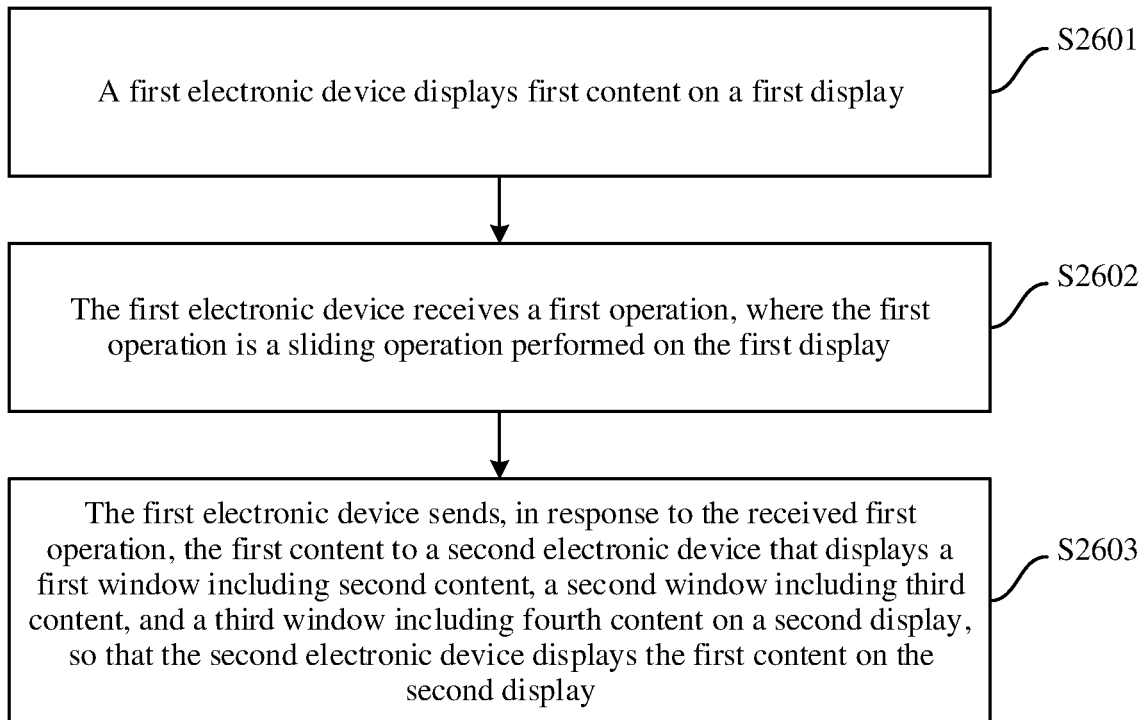 S2601
A first electronic device displays first content on a first display
S2602
The first electronic device receives a first operation, where the first
operation is a sliding operation performed on the first display
The first electronic device sends, in response to the received first
operation, the first content to a second electronic device that displays a
first window including second content, a second window including third
content, and a third window including fourth content on a second display,
so that the second electronic device displays the first content on the
second display
S2603